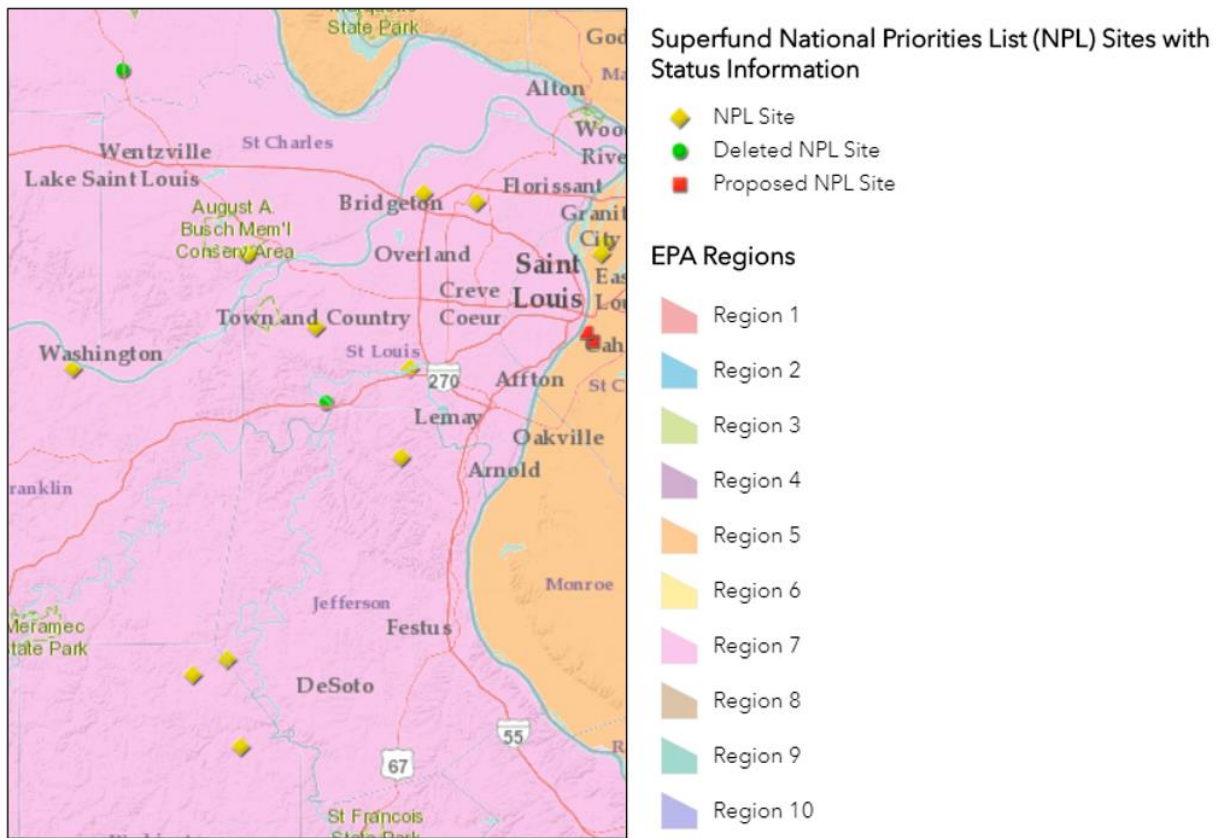 State Park
God
Alton
Woo
Rive
St Charles
Wentzville
Lake Saint Louis
Florissant
Bridgeton
August A.
Busch Mem'l
Conserv Area
Granit
City
Overland
Saint
Louis
Eas
Lou
Creve
Coeur
Town and Country
St Louis
Washington
Cah
270
Affton
St C
Lemay
Oakville
Arnold
ranklin
Monroe
Jefferson
Festus
Meramec
State Park
DeSoto
55
67
St Francois
State Park
Superfund National Priorities List (NPL) Sites with
Status Information
NPL Site
Deleted NPL Site
Proposed NPL Site
EPA Regions
Region 1
Region 2
Region 3
Region 4
Region 5
Region 6
Region 7
Region 8
Region 9
Region 10